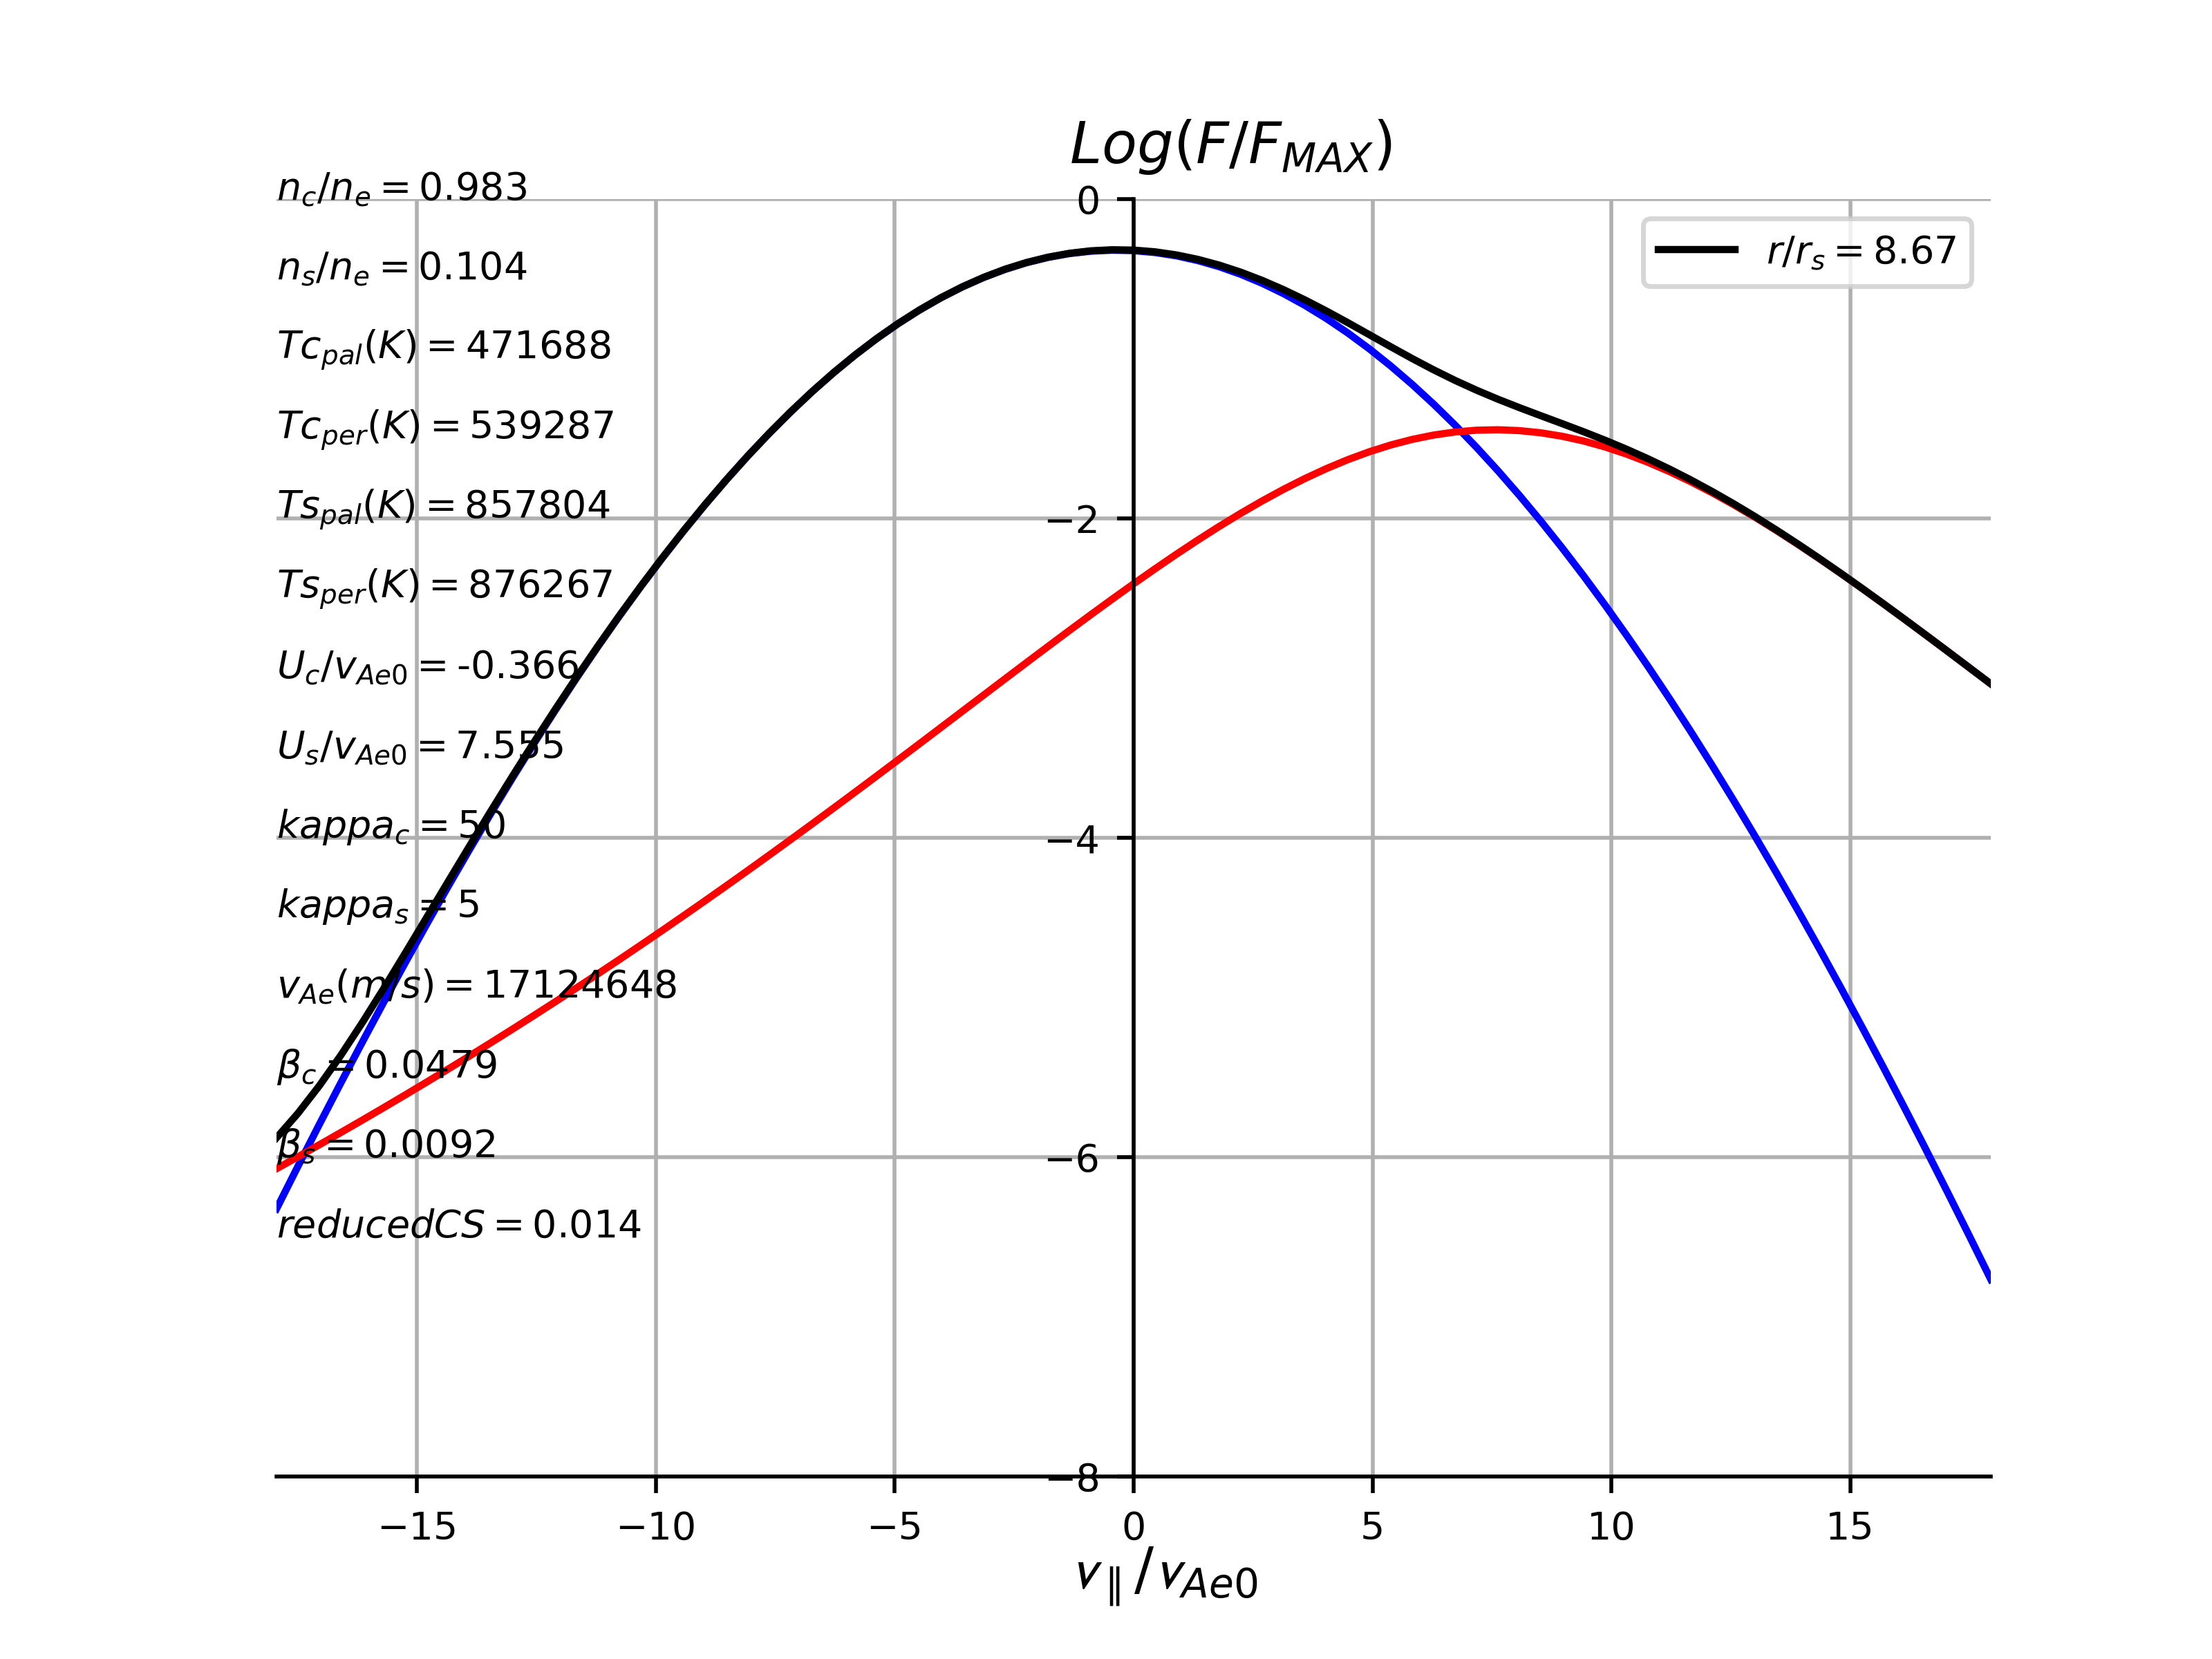 Log(F/F_MAX)
n_c/n_e = 0.983
0
n_s/n_e = 0.104
r/r_s = 8.67
Tc_pal(K) = 471688
Tc_per(K) = 539287
Ts_pal(K) = 857804
−2
Ts_per(K) = 876267
U_c/v_Ae0 = -0.366
U_s/v_Ae0 = 7.555
kappa_c = 50
−4
kappa_s = 5
v_Ae(m/s) = 17124648
β_c = 0.0479
β_s = 0.0092
−6
reducedCS = 0.014
−8
−15 −10 −5 0 5 10 15
v_∥/v_Ae0